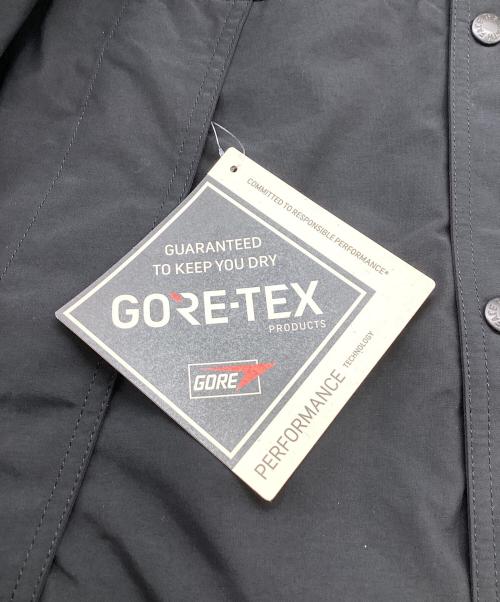 COMMITTED TO RESPONSIBLE PERFORMANCE*
GUARANTEED
TO KEEP YOU DRY
GORE-TEX
PRODUCTS
GORE
PERFORMANCE TECHNOLOGY